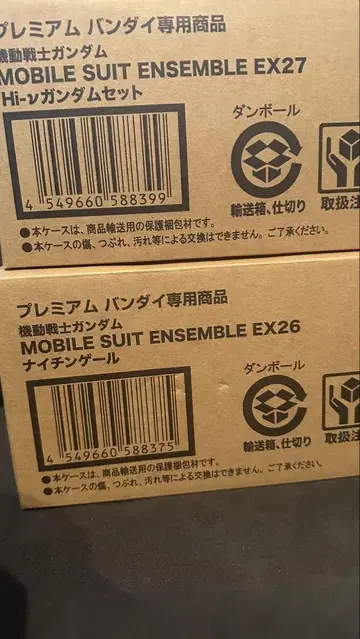 プレミアム バンダイ専用商品
機動戦士ガンダム
MOBILE SUIT ENSEMBLE EX27
Hi-νガンダムセット
4 549660 588399
ダンボール
輸送箱、仕切り
取扱注
●本ケースは、商品輸送用の保護梱包材です。
●本ケースの傷、つぶれ、汚れ等による交換はできません。ご了承ください。
プレミアム バンダイ専用商品
機動戦士ガンダム
MOBILE SUIT ENSEMBLE EX26
ナイチンゲール
4 549660 588375
ダンボール
輸送箱、仕切り
取扱注
●本ケースは、商品輸送用の保護梱包材です。
●本ケースの傷、つぶれ、汚れ等による交換はできません。ご了承ください。